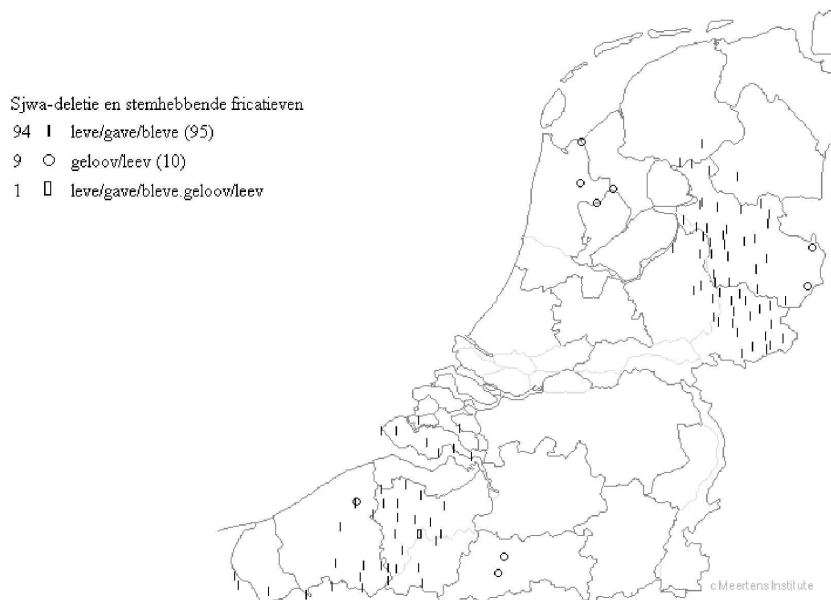 Sjwa-deletie en stemhebbende fricatieven
94 leve/gave/bleve (95)
9 geloov/leev (10)
1 leve/gave/bleve.geloov/leev
c Meertens Institute